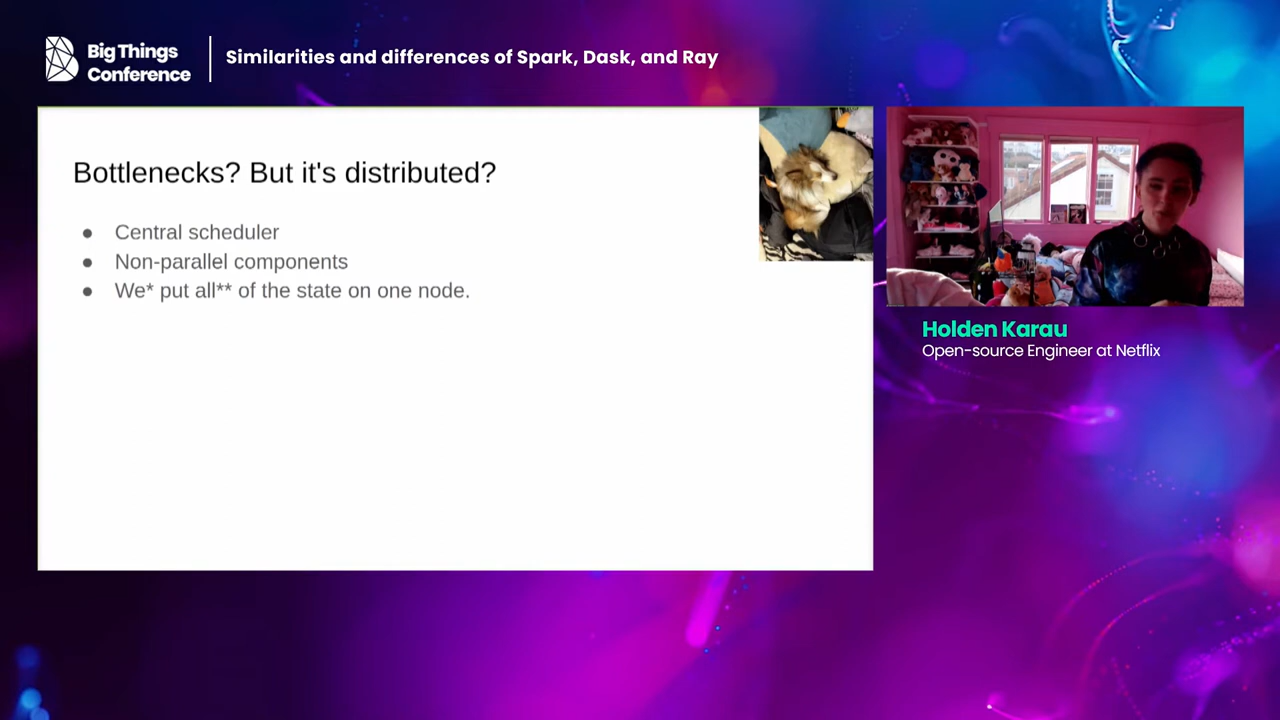 Big Things
Conference
Similarities and differences of Spark, Dask, and Ray
Bottlenecks? But it's distributed?
● Central scheduler
● Non-parallel components
● We* put all** of the state on one node.
Holden Karau
Open-source Engineer at Netflix